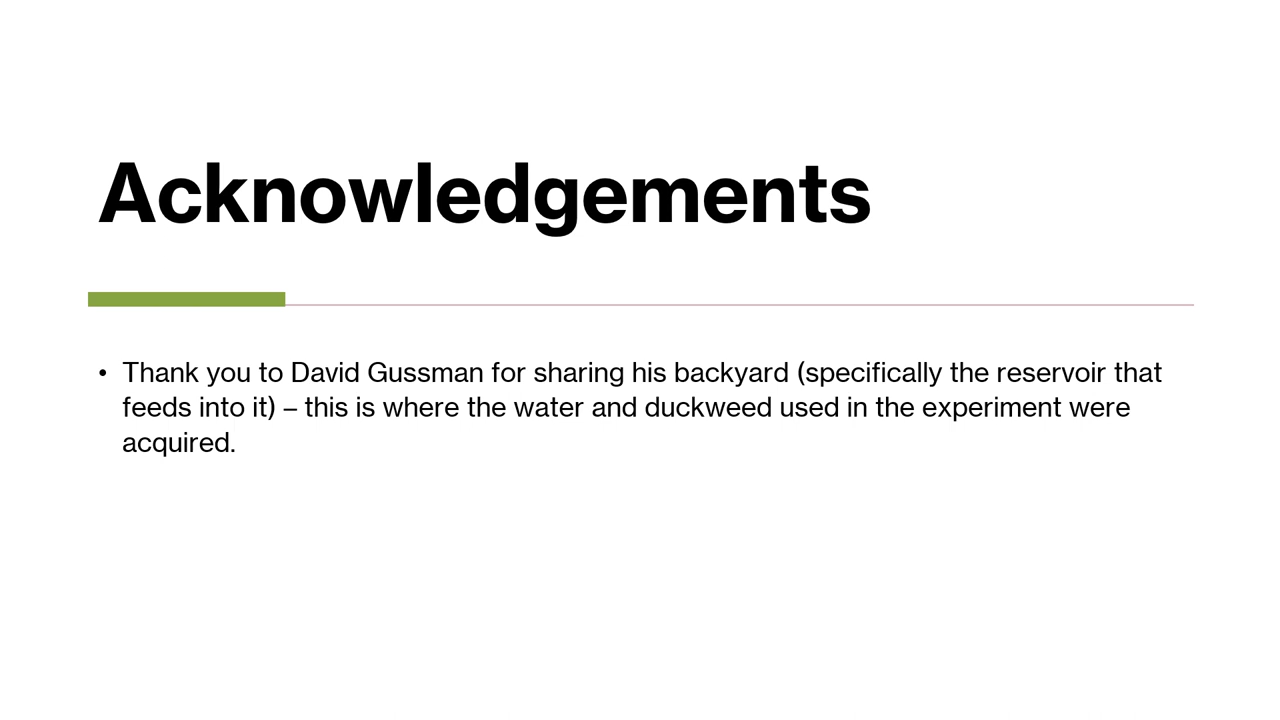 Acknowledgements
• Thank you to David Gussman for sharing his backyard (specifically the reservoir that
feeds into it) – this is where the water and duckweed used in the experiment were
acquired.